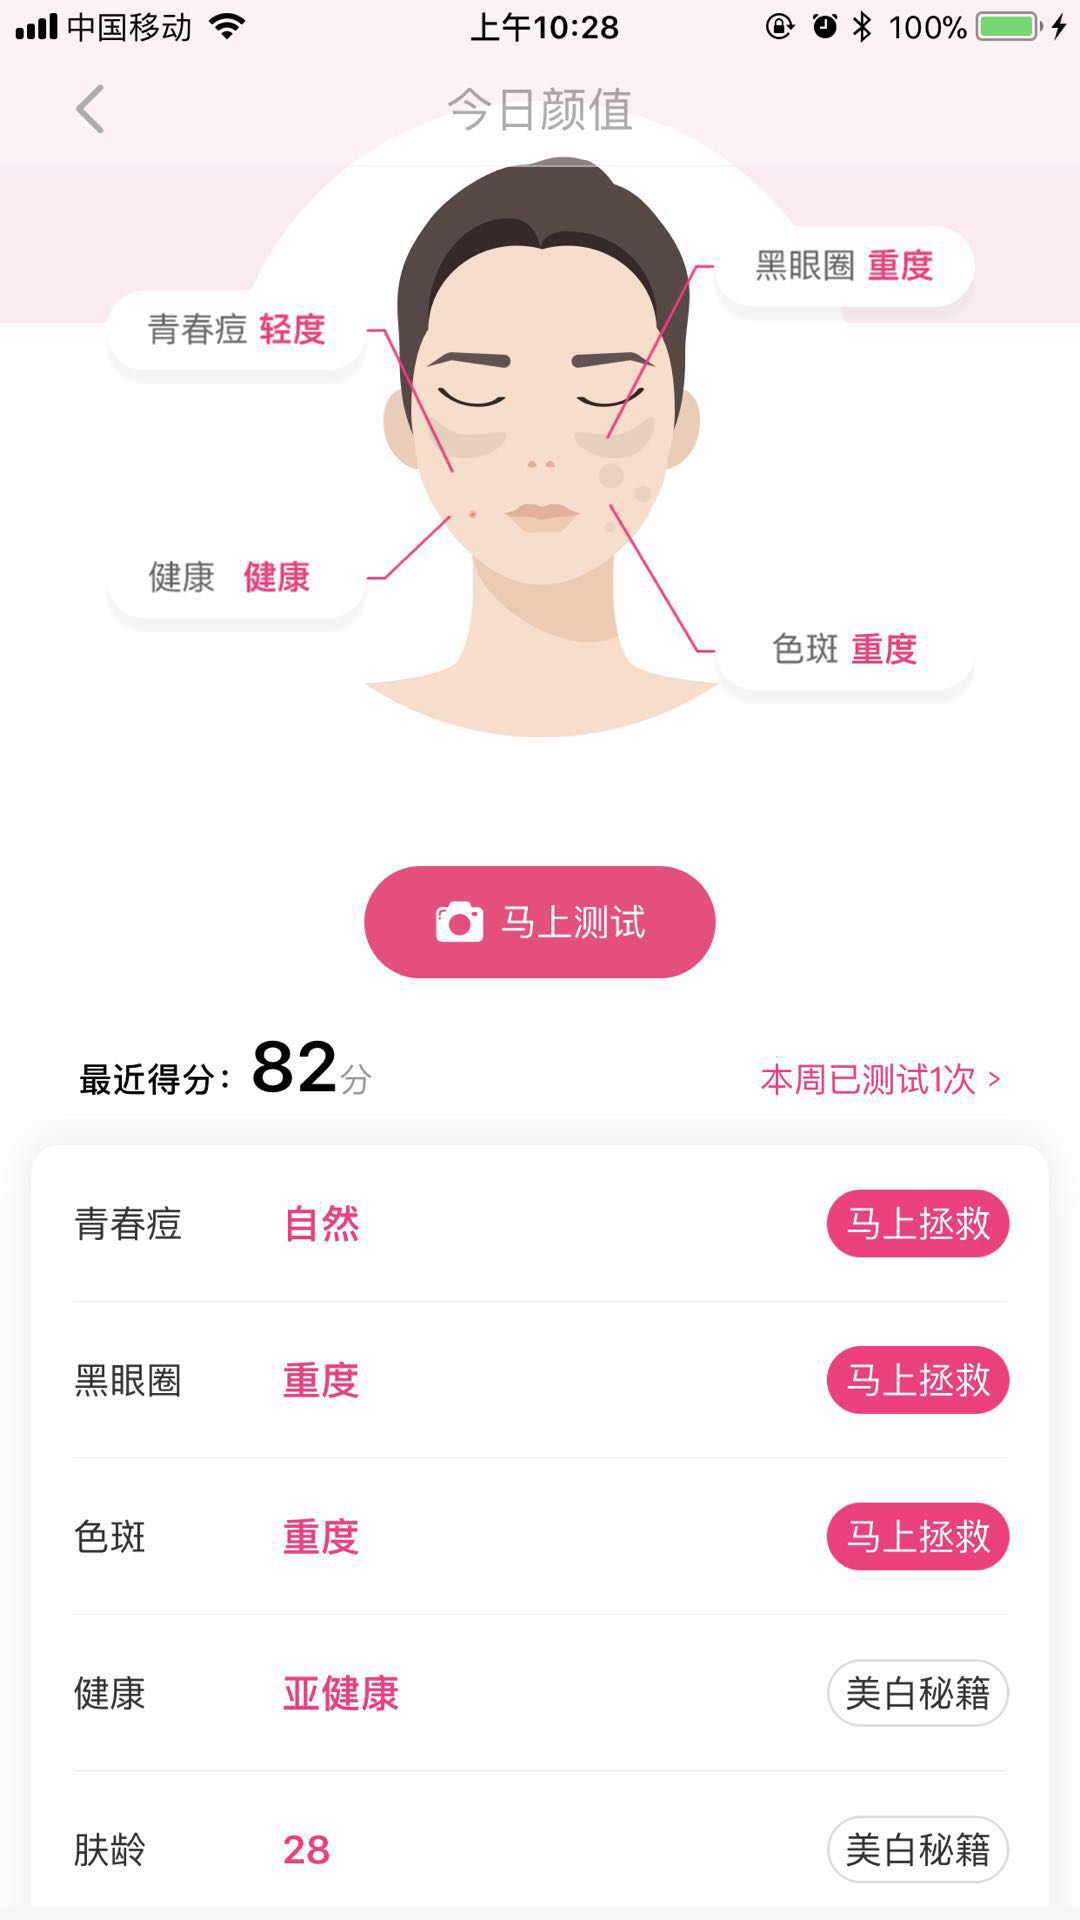 中国移动 上午10:28 100%
今日颜值
黑眼圈 重度
青春痘 轻度
健康 健康
色斑 重度
马上测试
最近得分：82分 本周已测试1次 >
青春痘 自然 马上拯救
黑眼圈 重度 马上拯救
色斑 重度 马上拯救
健康 亚健康 美白秘籍
肤龄 28 美白秘籍